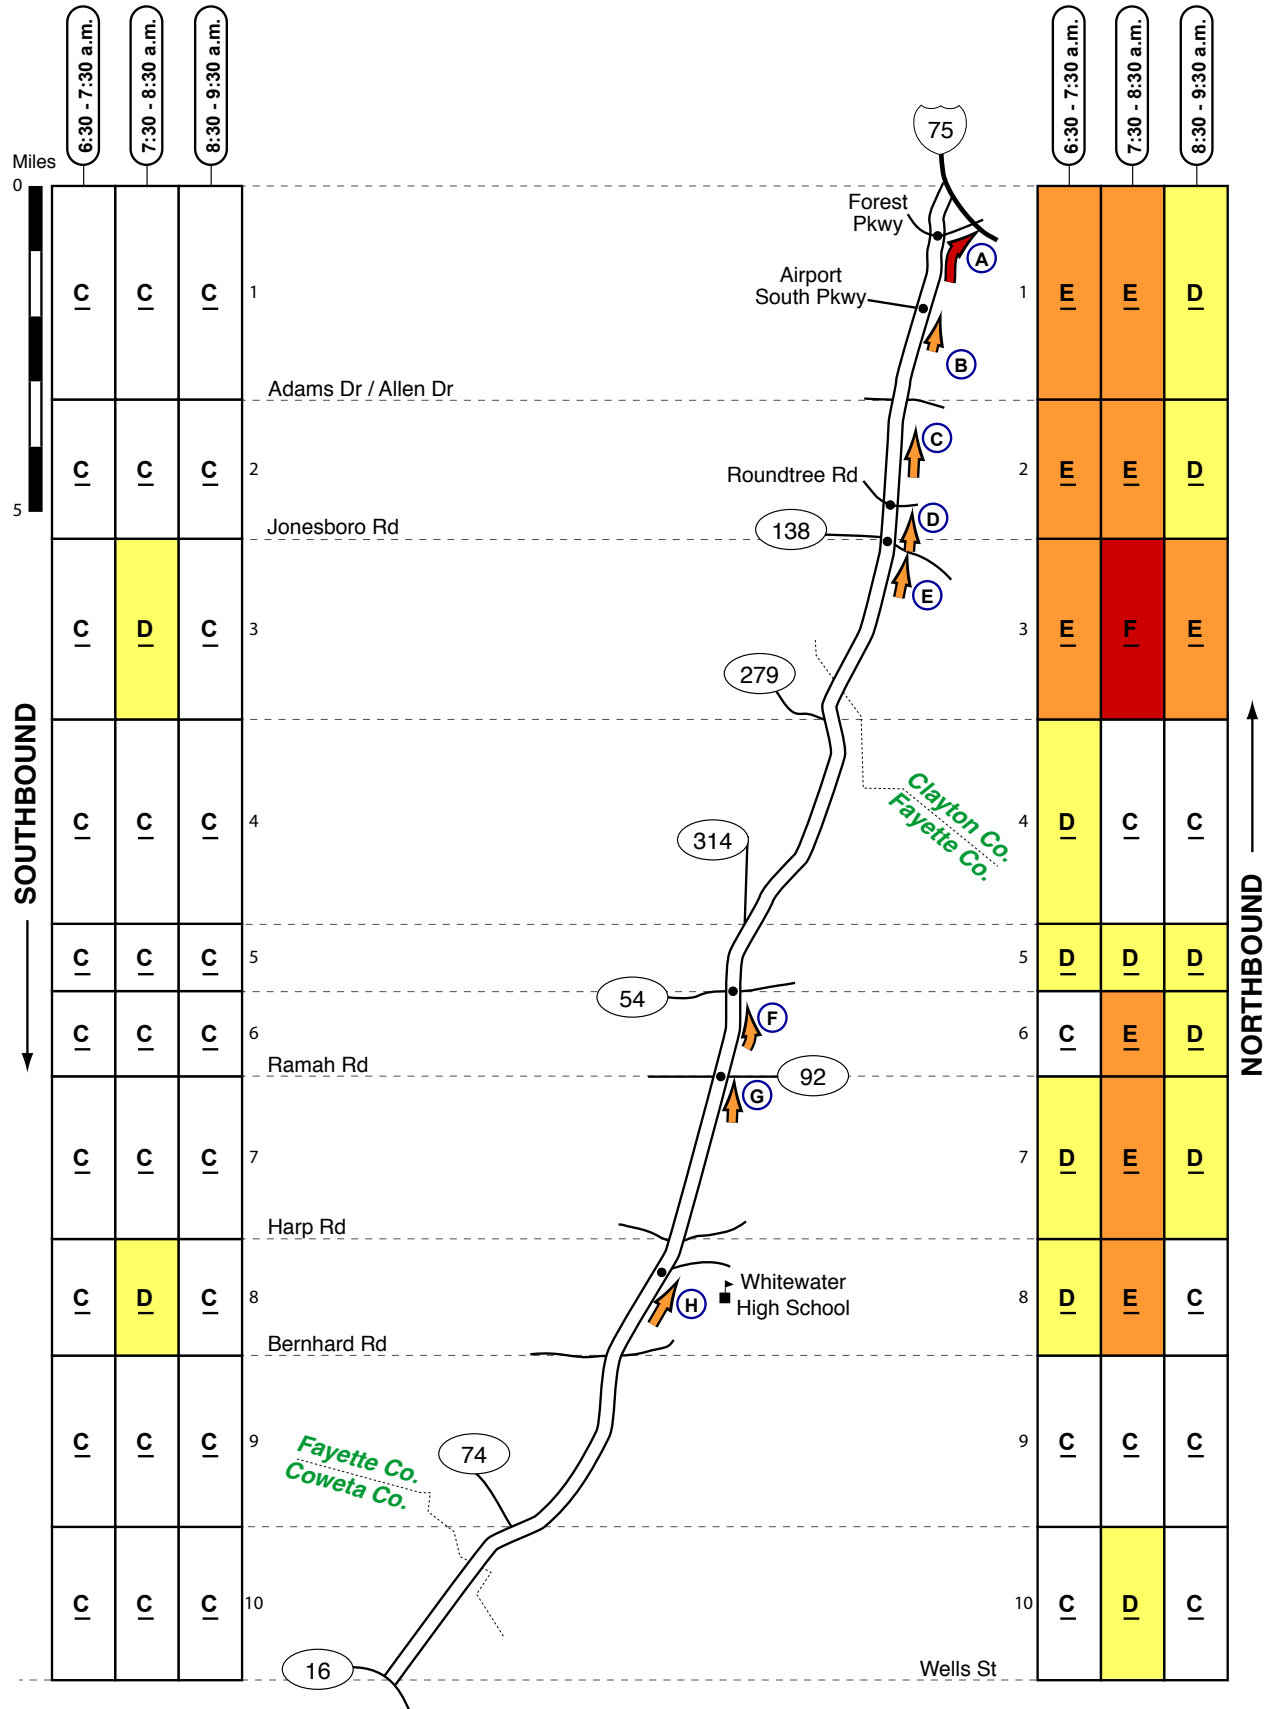 6:30 - 7:30 a.m.
7:30 - 8:30 a.m.
8:30 - 9:30 a.m.
6:30 - 7:30 a.m.
7:30 - 8:30 a.m.
8:30 - 9:30 a.m.
Miles
0
5
75
Forest
Pkwy
A
Airport
South Pkwy
B
C C C 1
1 E E D
Adams Dr / Allen Dr
C
C C C 2
Roundtree Rd
2 E E D
D
Jonesboro Rd
138
E
C D C 3
3 E F E
279
SOUTHBOUND
NORTHBOUND
Clayton Co.
Fayette Co.
C C C 4
4 D C C
314
C C C 5
5 D D D
54
F
C C C 6
6 C E D
Ramah Rd
92
G
C C C 7
7 D E D
Harp Rd
Whitewater
High School
H
C D C 8
8 D E C
Bernhard Rd
C C C 9
9 C C C
74
Fayette Co.
Coweta Co.
C C C 10
10 C D C
16
Wells St